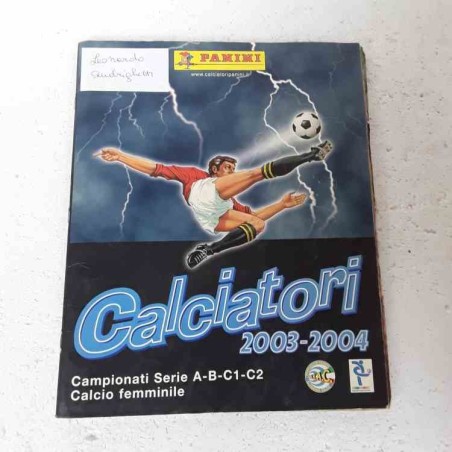 Leonardo
PANINI
www.calciatoripanini.it
Calciatori
2003-2004
Campionati Serie A-B-C1-C2
Calcio femminile